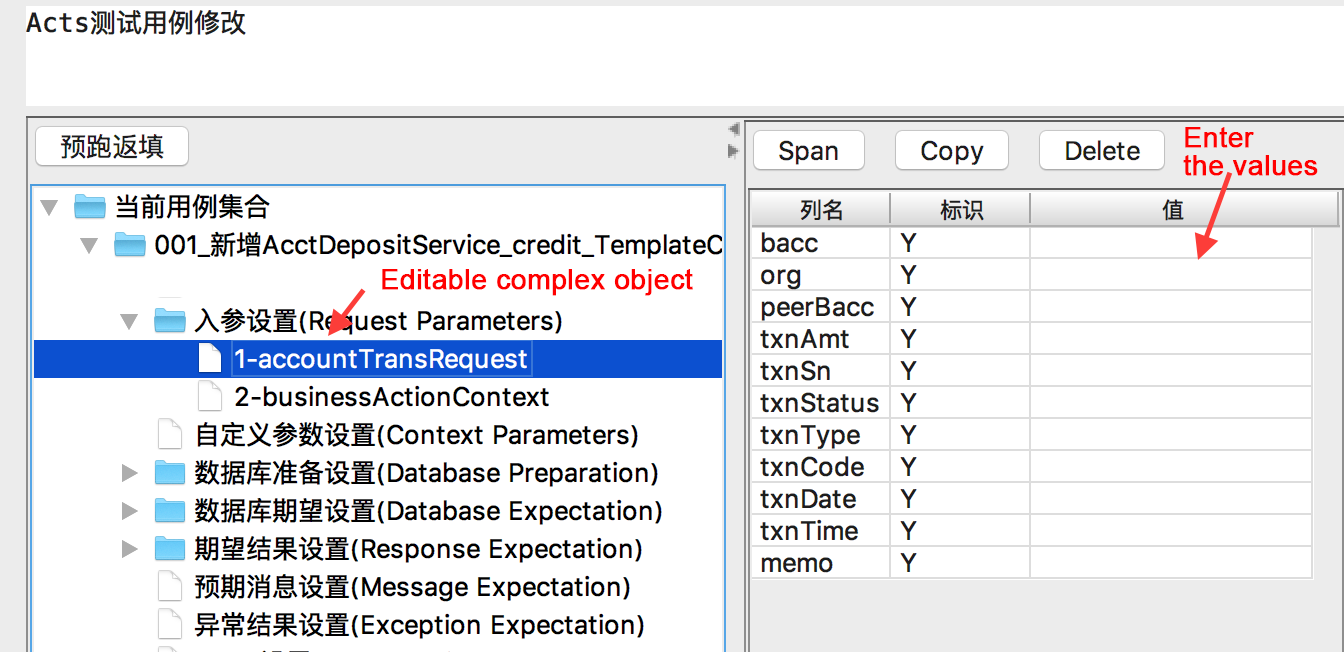 Acts测试用例修改
预跑返填
当前用例集合
001_新增AcctDepositService_credit_TemplateC
Editable complex object
入参设置(Request Parameters)
1-accountTransRequest
2-businessActionContext
自定义参数设置(Context Parameters)
数据库准备设置(Database Preparation)
数据库期望设置(Database Expectation)
期望结果设置(Response Expectation)
预期消息设置(Message Expectation)
异常结果设置(Exception Expectation)
Span Copy Delete
Enter
the values
列名 标识 值
bacc Y
org Y
peerBacc Y
txnAmt Y
txnSn Y
txnStatus Y
txnType Y
txnCode Y
txnDate Y
txnTime Y
memo Y